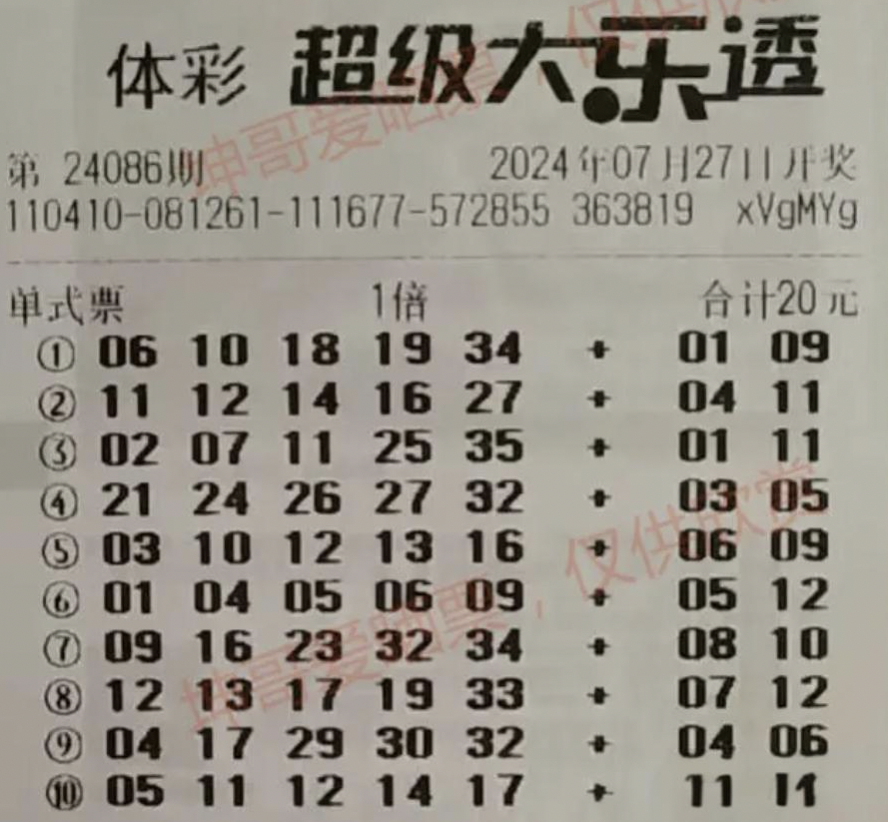 体彩 超级大乐透
第 24086期 2024年07月27日开奖
110410-081261-111677-572855 363819 xVgMYg
单式票 1倍 合计20元
① 06 10 18 19 34 + 01 09
② 11 12 14 16 27 + 04 11
③ 02 07 11 25 35 + 01 11
④ 21 24 26 27 32 + 03 05
⑤ 03 10 12 13 16 + 06 09
⑥ 01 04 05 06 09 + 05 12
⑦ 09 16 23 32 34 + 08 10
⑧ 12 13 17 19 33 + 07 12
⑨ 04 17 29 30 32 + 04 06
⑩ 05 11 12 14 17 + 11
坤哥爱晒票，仅供欣赏
坤哥爱晒票，仅供欣赏